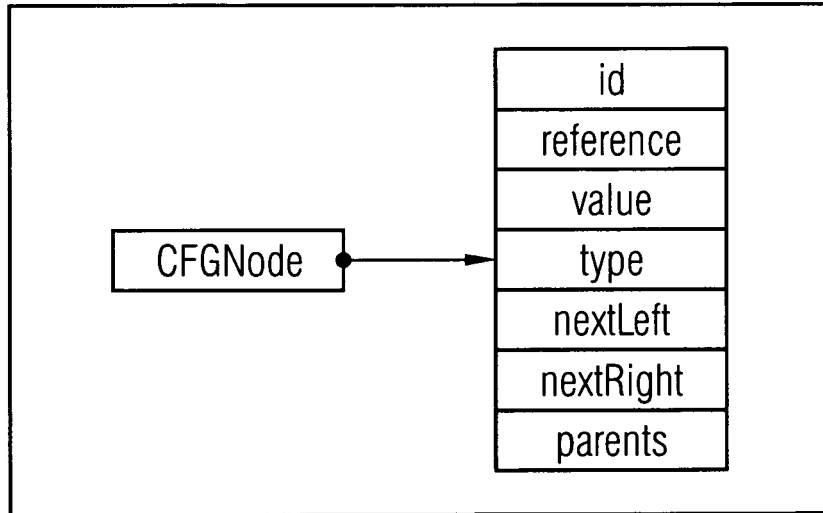 id
reference
value
CFGNode
type
nextLeft
nextRight
parents